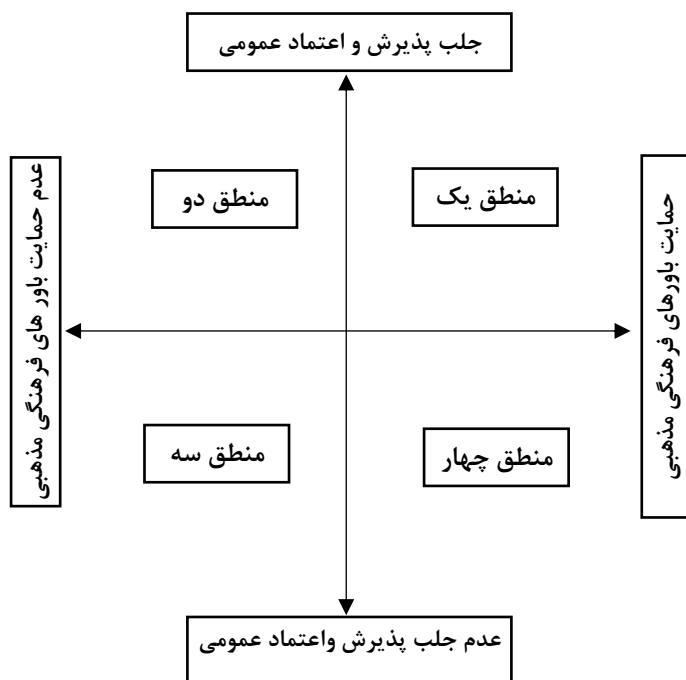 جلب پذیرش و اعتماد عمومی
حمایت باورهای فرهنگی مذهبی
منطق یک
منطق دو
عدم حمایت باور های فرهنگی مذهبی
منطق چهار
منطق سه
عدم جلب پذیرش واعتماد عمومی